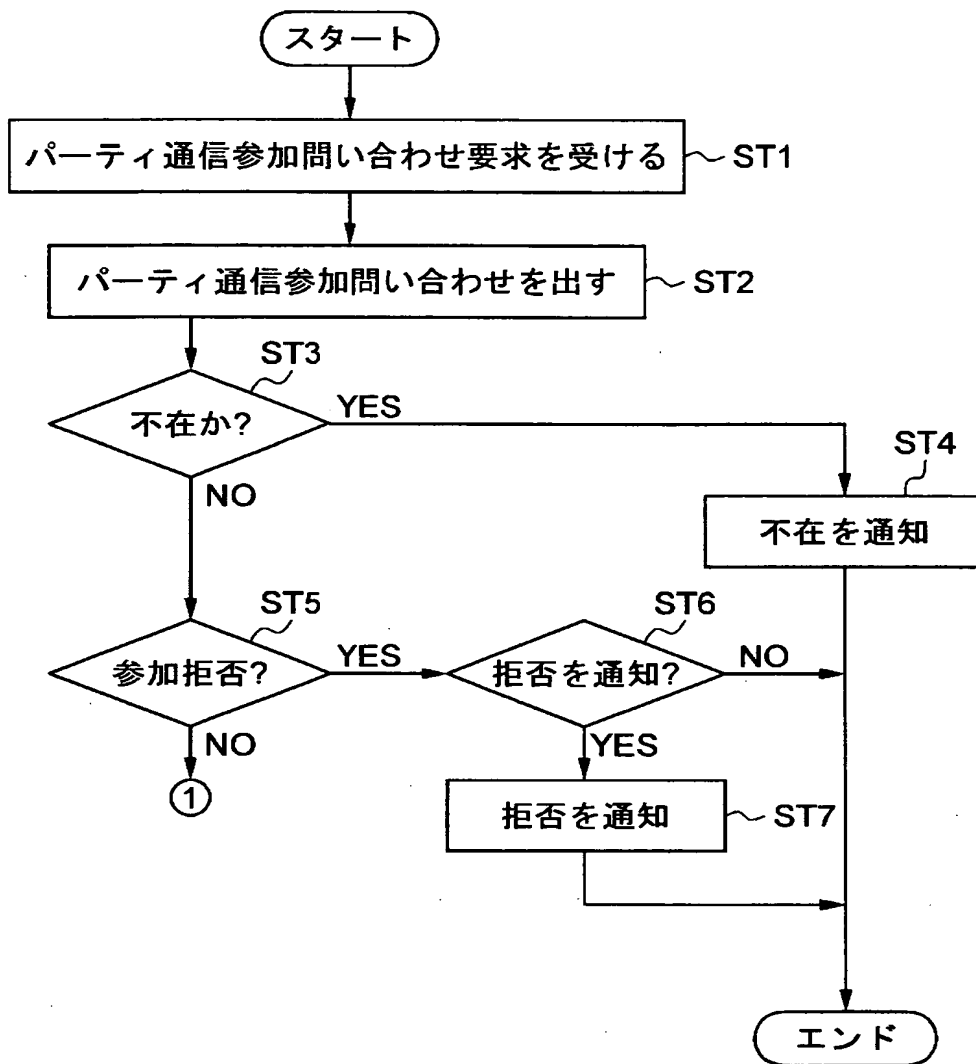 スタート
パーティ通信参加問い合わせ要求を受ける
ST1
パーティ通信参加問い合わせを出す
ST2
ST3
不在か?
YES
NO
ST4
不在を通知
ST5
参加拒否?
YES
NO
ST6
拒否を通知?
NO
YES
①
拒否を通知
ST7
エンド